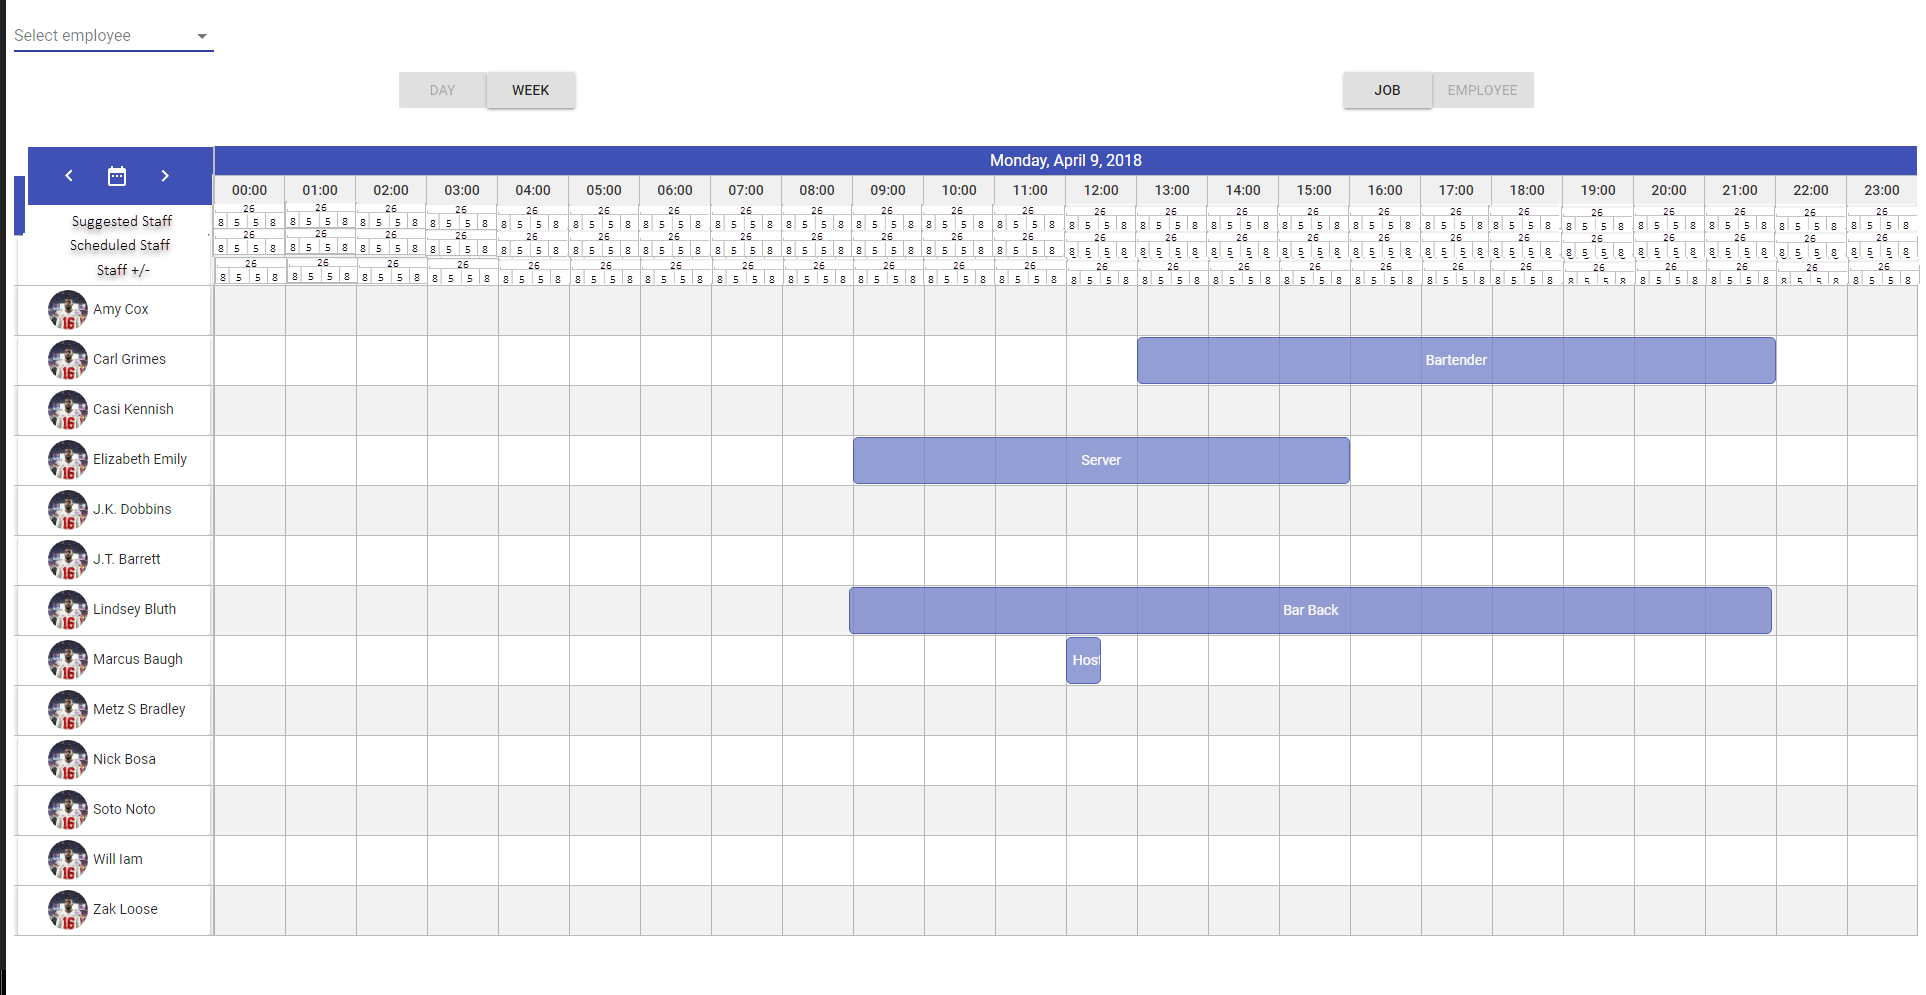 Select employee
DAY WEEK JOB EMPLOYEE
Monday, April 9, 2018
00:00 01:00 02:00 03:00 04:00 05:00 06:00 07:00 08:00 09:00 10:00 11:00 12:00 13:00 14:00 15:00 16:00 17:00 18:00 19:00 20:00 21:00 22:00 23:00
26 26 26 26 26 26 26 26 26 26 26 26 26 26 26 26 26 26 26 26 26 26 26 26
Suggested Staff 8 5 5 8 8 5 5 8 8 5 5 8 8 5 5 8 8 5 5 8 8 5 5 8 8 5 5 8 8 5 5 8 8 5 5 8 8 5 5 8 8 5 5 8 8 5 5 8 8 5 5 8 8 5 5 8 8 5 5 8 8 5 5 8 8 5 5 8 8 5 5 8 8 5 5 8 8 5 5 8 8 5 5 8 8 5 5 8 8 5 5 8 8 5 5 8
26 26 26 26 26 26 26 26 26 26 26 26 26 26 26 26 26 26 26 26 26 26 26 26
Scheduled Staff 8 5 5 8 8 5 5 8 8 5 5 8 8 5 5 8 8 5 5 8 8 5 5 8 8 5 5 8 8 5 5 8 8 5 5 8 8 5 5 8 8 5 5 8 8 5 5 8 8 5 5 8 8 5 5 8 8 5 5 8 8 5 5 8 8 5 5 8 8 5 5 8 8 5 5 8 8 5 5 8 8 5 5 8 8 5 5 8 8 5 5 8 8 5 5 8
26 26 26 26 26 26 26 26 26 26 26 26 26 26 26 26 26 26 26 26 26 26 26 26
Staff +/- 8 5 5 8 8 5 5 8 8 5 5 8 8 5 5 8 8 5 5 8 8 5 5 8 8 5 5 8 8 5 5 8 8 5 5 8 8 5 5 8 8 5 5 8 8 5 5 8 8 5 5 8 8 5 5 8 8 5 5 8 8 5 5 8 8 5 5 8 8 5 5 8 8 5 5 8 8 5 5 8 8 5 5 8 8 5 5 8 8 5 5 8 8 5 5 8
Amy Cox
Carl Grimes Bartender
Casi Kennish
Elizabeth Emily Server
J.K. Dobbins
J.T. Barrett
Lindsey Bluth Bar Back
Marcus Baugh Host
Metz S Bradley
Nick Bosa
Soto Noto
Will Iam
Zak Loose